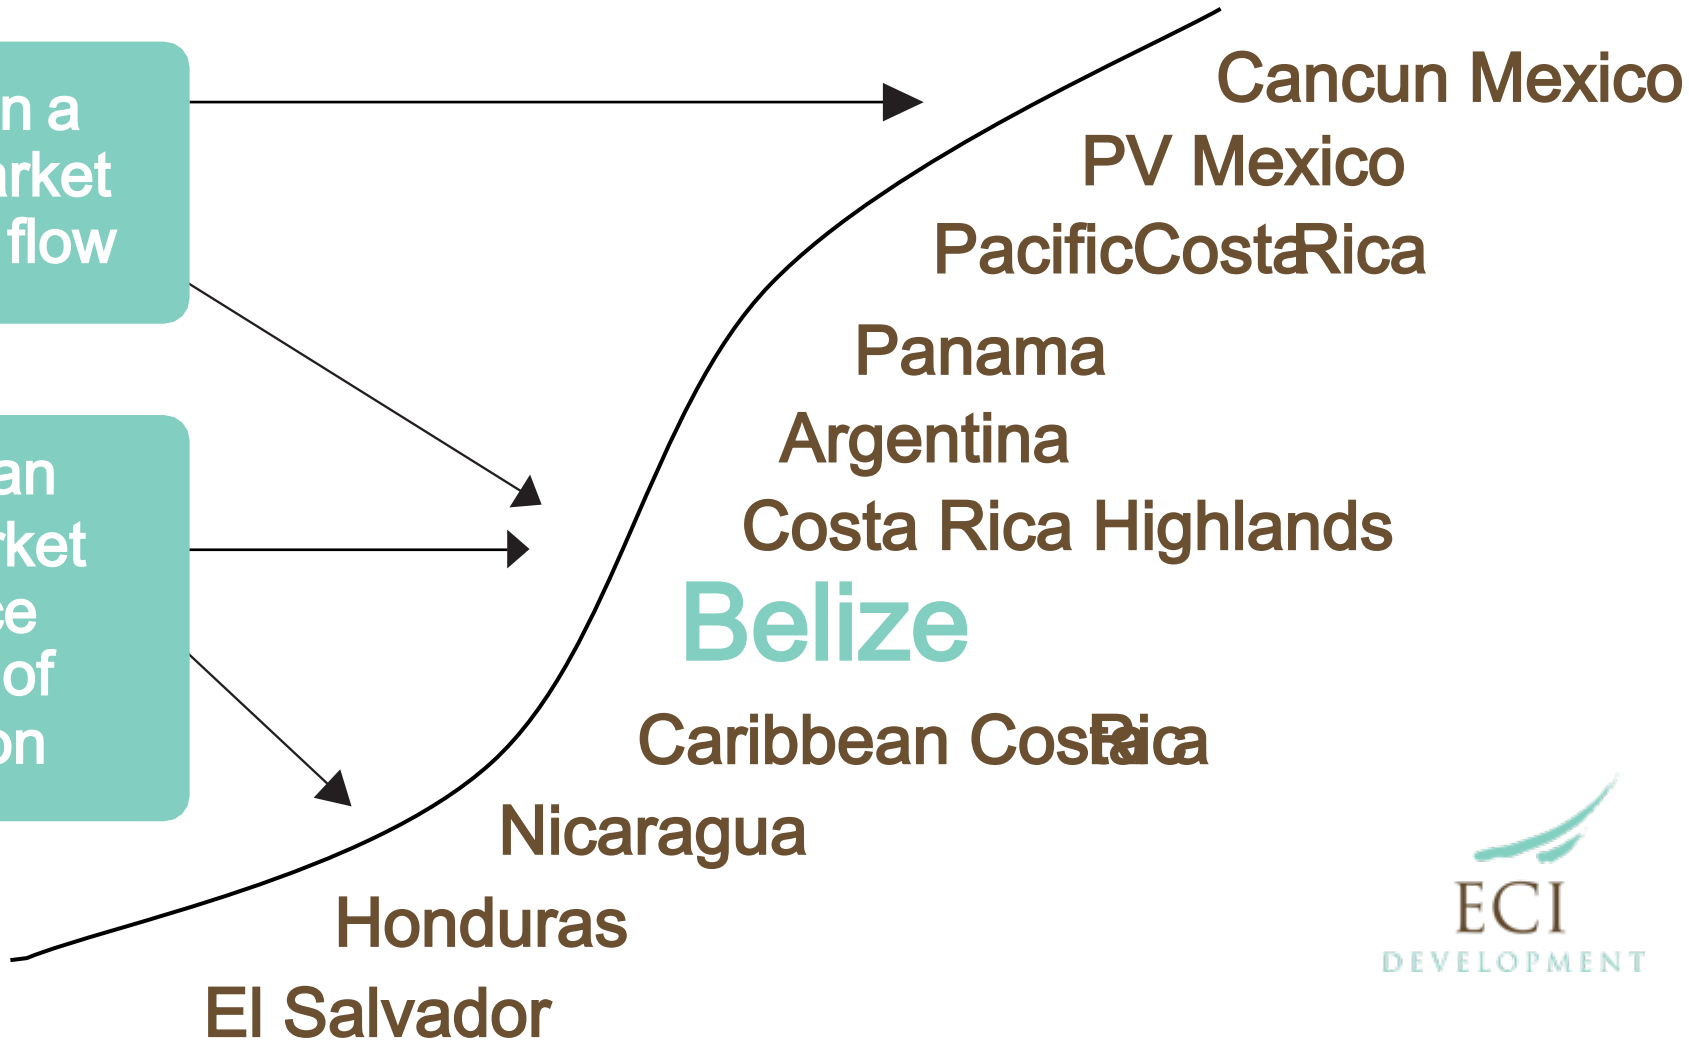 n a
arket
flow
an
rket
ce
of
on
Cancun Mexico
PV Mexico
PacificCostaRica
Panama
Argentina
Costa Rica Highlands
Belize
Caribbean Costa Rica
Nicaragua
Honduras
El Salvador
ECI
DEVELOPMENT